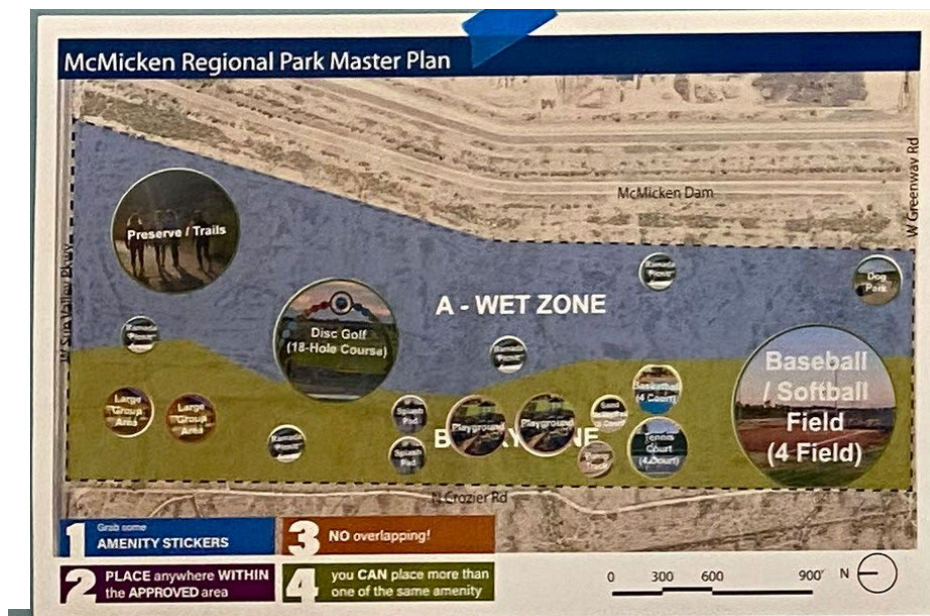 McMicken Regional Park Master Plan
McMicken Dam
W Greenway Rd
W Sun Valley Pkwy
Preserve / Trails
A - WET ZONE
Ramada
Picnic
Dog
Park
Disc Golf
(18-Hole Course)
Ramada
Picnic
Ramada
Picnic
Baseball
/ Softball
Field
(4 Field)
Basketball
(4 Court)
Large
Group
Area
Large
Group
Area
Splash
Pad
Playground
Playground
Sand
Tennis
Court
(4 Court)
Ramada
Picnic
Splash
Pad
Pump
Track
N Crozier Rd
1 Grab some
AMENITY STICKERS
2 PLACE anywhere WITHIN
the APPROVED area
3 NO overlapping!
4 you CAN place more than
one of the same amenity
0 300 600 900'
N